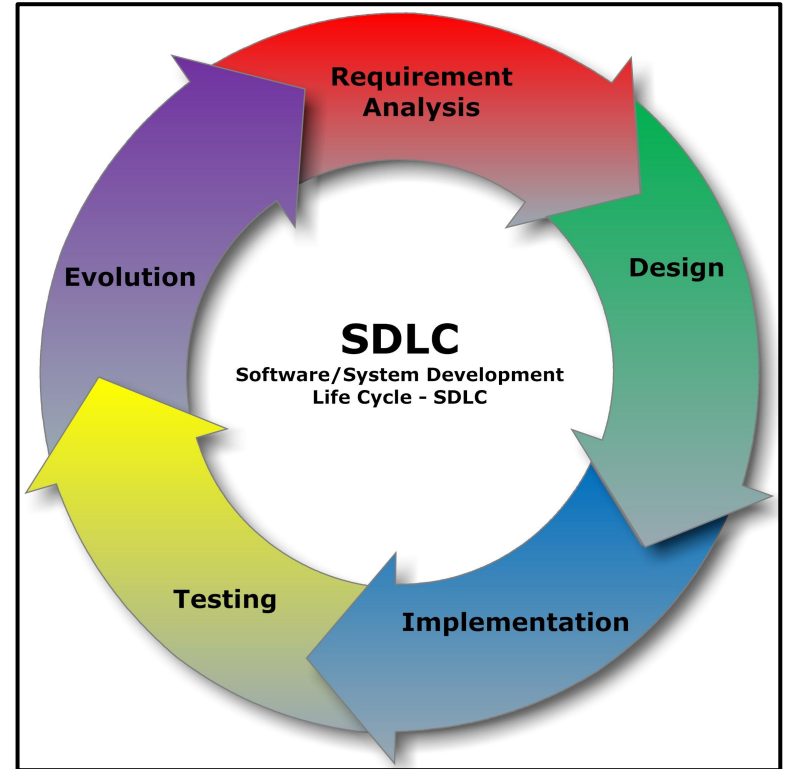 Requirement
Analysis
Design
Evolution
SDLC
Software/System Development
Life Cycle - SDLC
Testing
Implementation